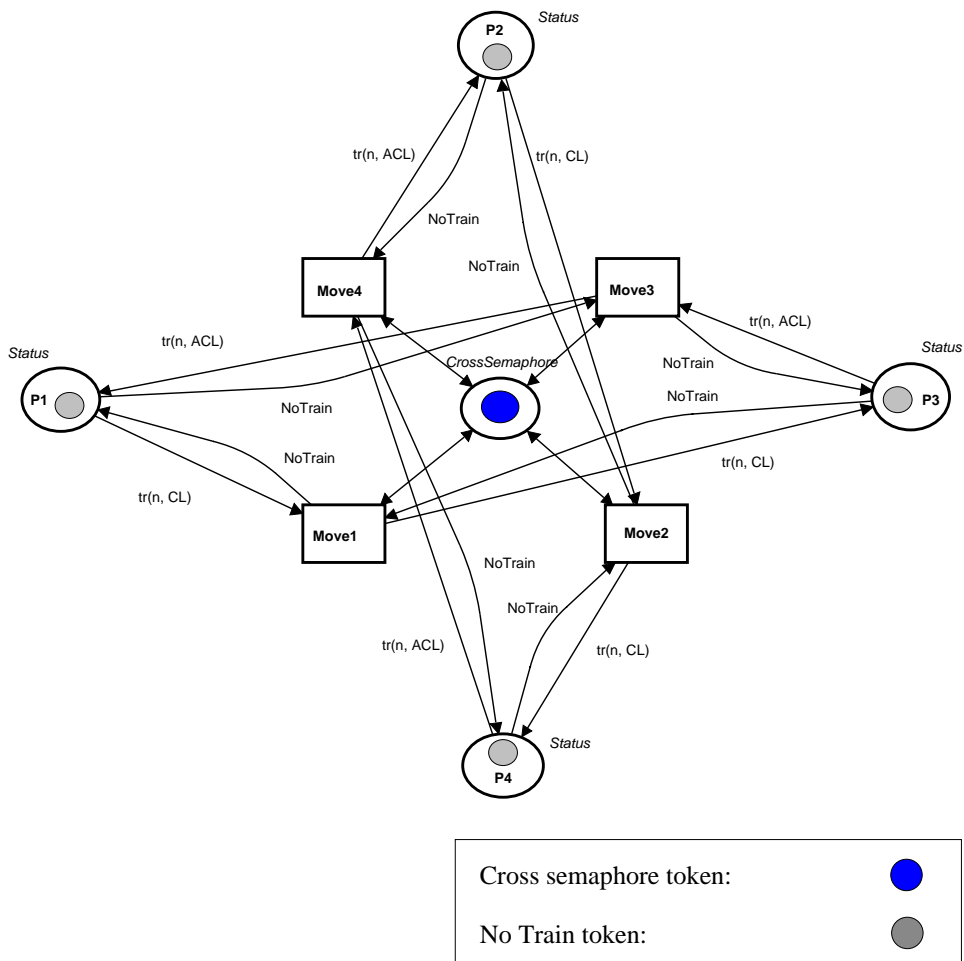 Status
P2
tr(n, ACL)
tr(n, CL)
NoTrain
NoTrain
Move4
Move3
tr(n, ACL)
tr(n, ACL)
Status
CrossSemaphore
NoTrain
Status
P1
NoTrain
NoTrain
P3
NoTrain
tr(n, CL)
tr(n, CL)
Move1
Move2
NoTrain
NoTrain
tr(n, ACL)
tr(n, CL)
Status
P4
Cross semaphore token:
No Train token: